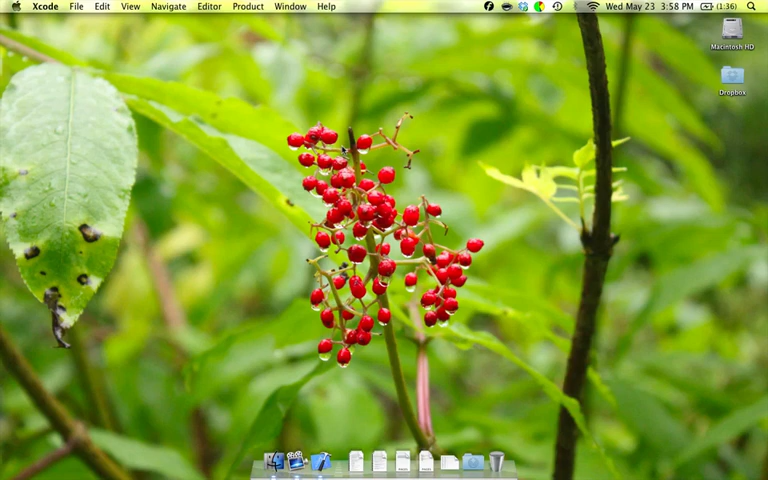 Xcode File Edit View Navigate Editor Product Window Help Wed May 23 3:58 PM (1:36)
Macintosh HD
Dropbox